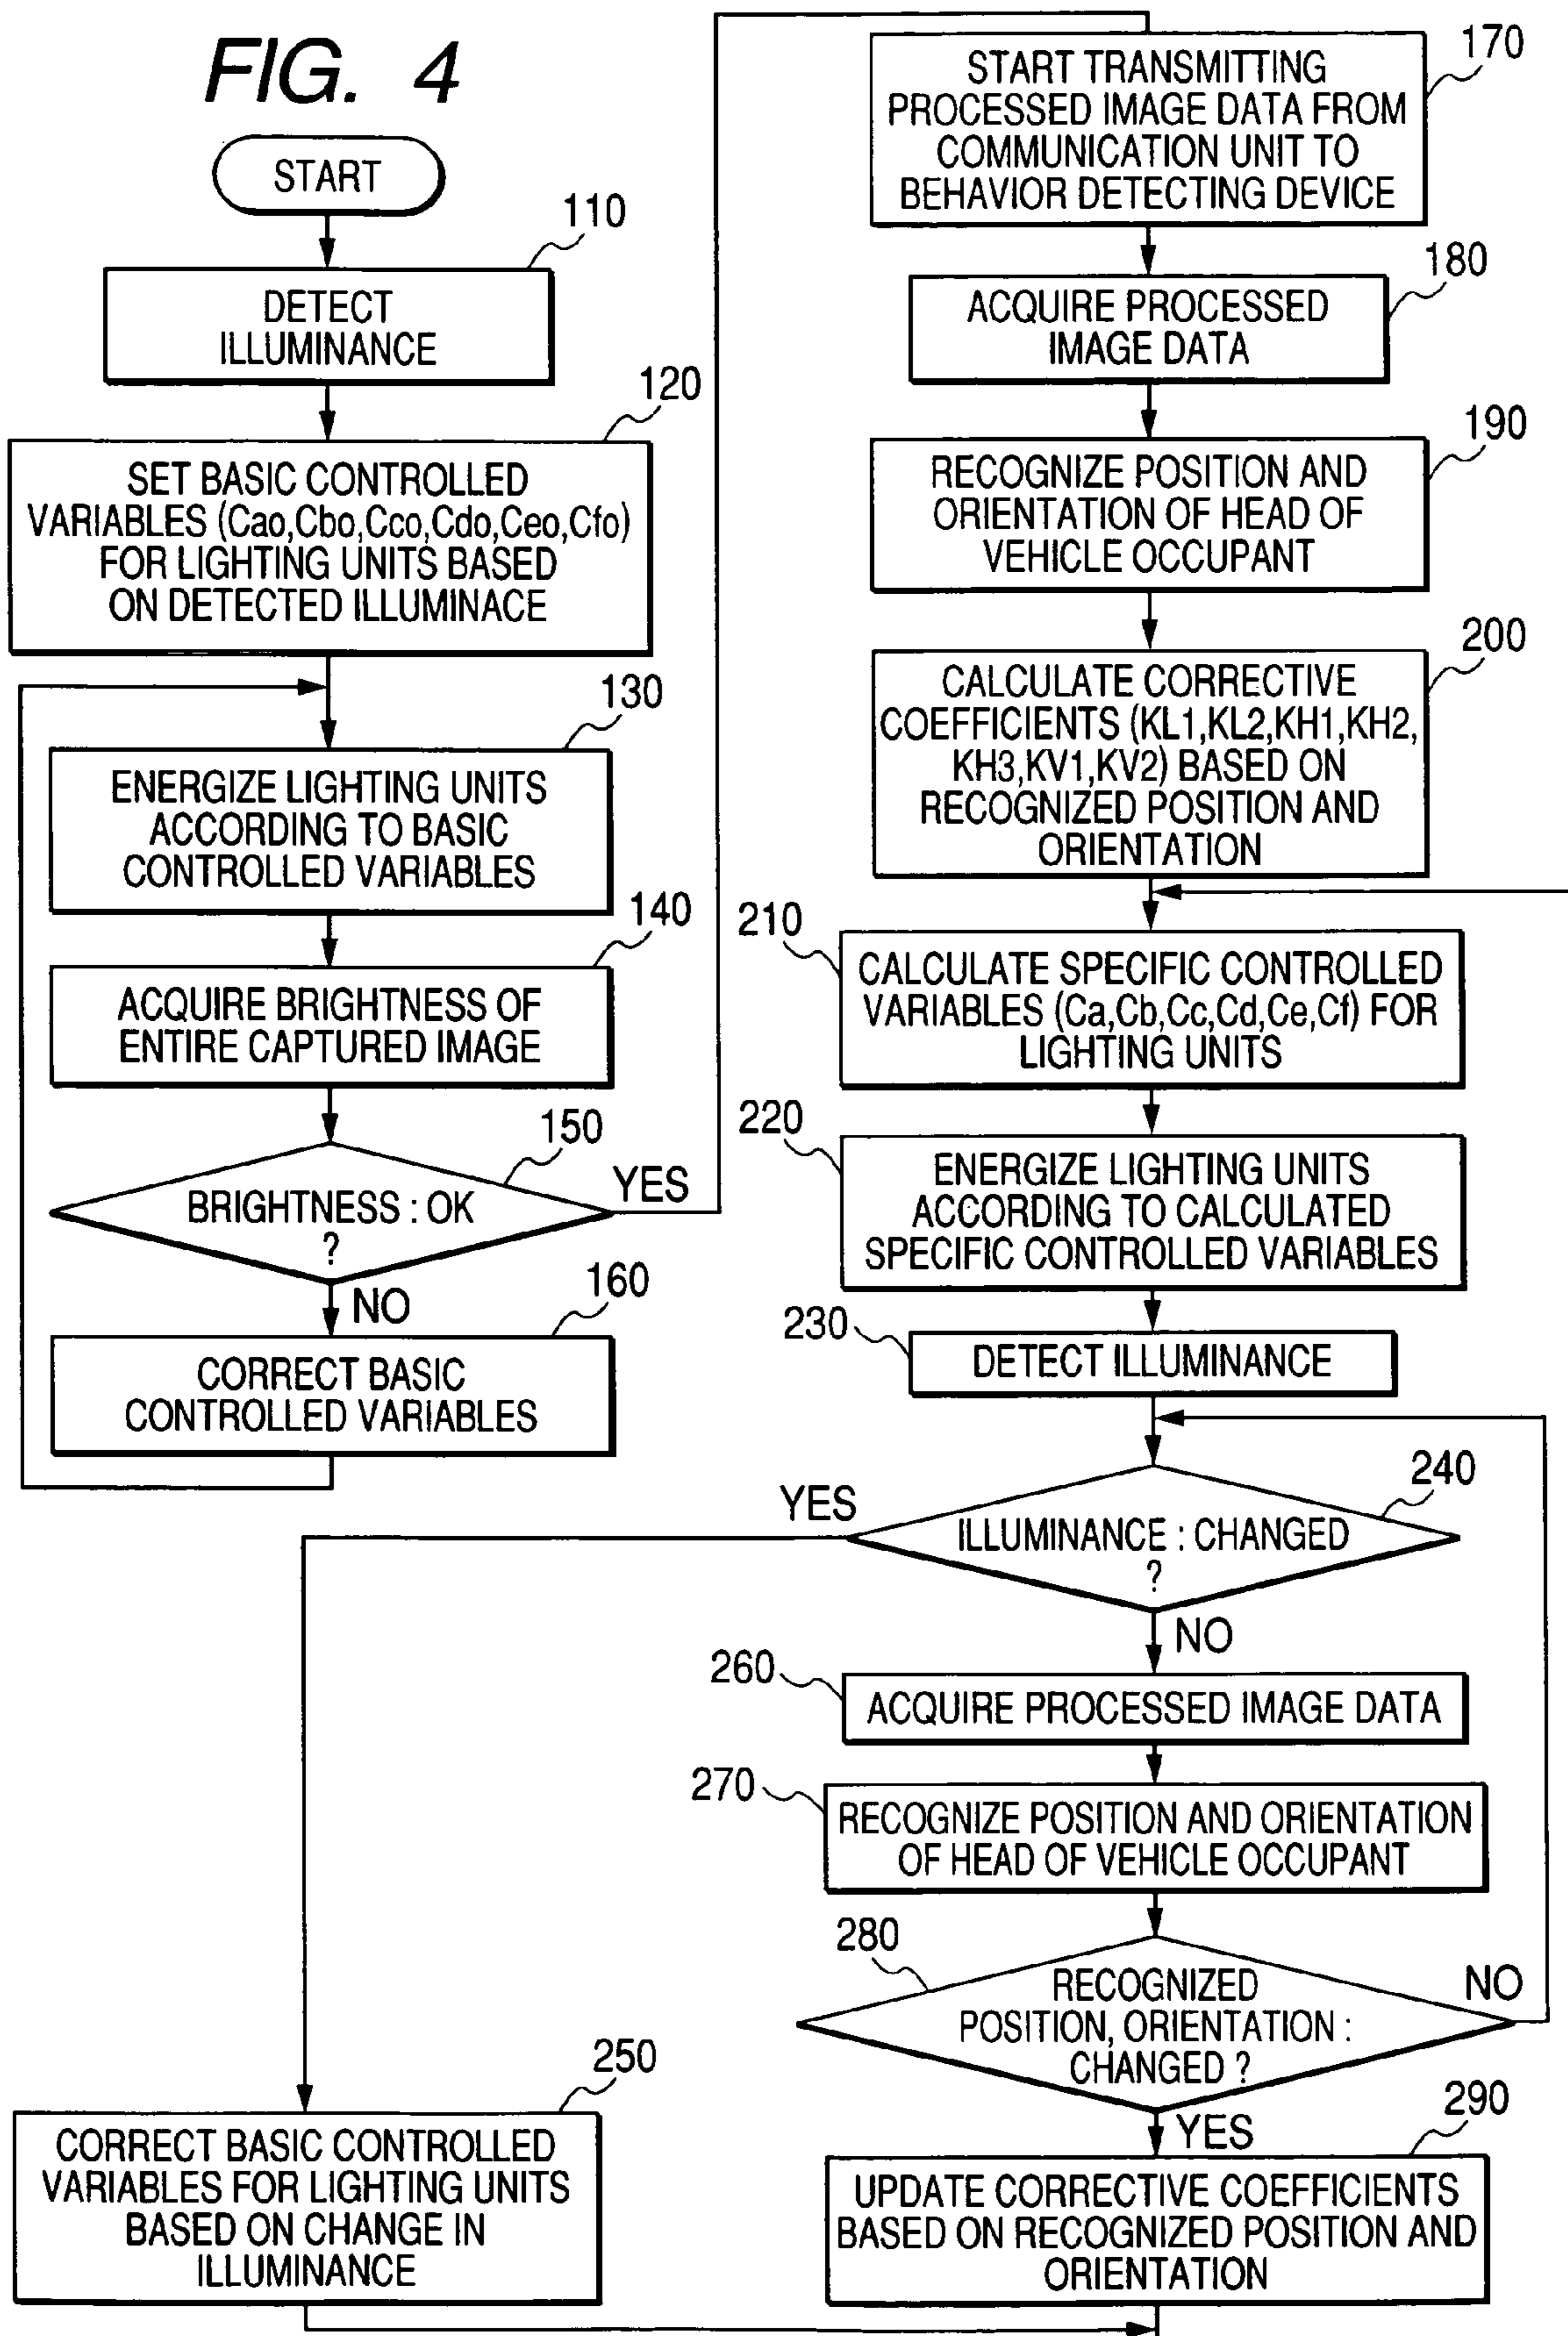 FIG. 4
START
110
DETECT
ILLUMINANCE
120
SET BASIC CONTROLLED
VARIABLES (Cao,Cbo,Cco,Cdo,Ceo,Cfo)
FOR LIGHTING UNITS BASED
ON DETECTED ILLUMINACE
130
ENERGIZE LIGHTING UNITS
ACCORDING TO BASIC
CONTROLLED VARIABLES
140
ACQUIRE BRIGHTNESS OF
ENTIRE CAPTURED IMAGE
150
BRIGHTNESS : OK
?
YES
NO
160
CORRECT BASIC
CONTROLLED VARIABLES
170
START TRANSMITTING
PROCESSED IMAGE DATA FROM
COMMUNICATION UNIT TO
BEHAVIOR DETECTING DEVICE
180
ACQUIRE PROCESSED
IMAGE DATA
190
RECOGNIZE POSITION AND
ORIENTATION OF HEAD OF
VEHICLE OCCUPANT
200
CALCULATE CORRECTIVE
COEFFICIENTS (KL1,KL2,KH1,KH2,
KH3,KV1,KV2) BASED ON
RECOGNIZED POSITION AND
ORIENTATION
210
CALCULATE SPECIFIC CONTROLLED
VARIABLES (Ca,Cb,Cc,Cd,Ce,Cf) FOR
LIGHTING UNITS
220
ENERGIZE LIGHTING UNITS
ACCORDING TO CALCULATED
SPECIFIC CONTROLLED VARIABLES
230
DETECT ILLUMINANCE
240
ILLUMINANCE : CHANGED
?
YES
NO
250
CORRECT BASIC CONTROLLED
VARIABLES FOR LIGHTING UNITS
BASED ON CHANGE IN
ILLUMINANCE
260
ACQUIRE PROCESSED IMAGE DATA
270
RECOGNIZE POSITION AND ORIENTATION
OF HEAD OF VEHICLE OCCUPANT
280
RECOGNIZED
POSITION, ORIENTATION :
CHANGED ?
NO
YES
290
UPDATE CORRECTIVE COEFFICIENTS
BASED ON RECOGNIZED POSITION AND
ORIENTATION